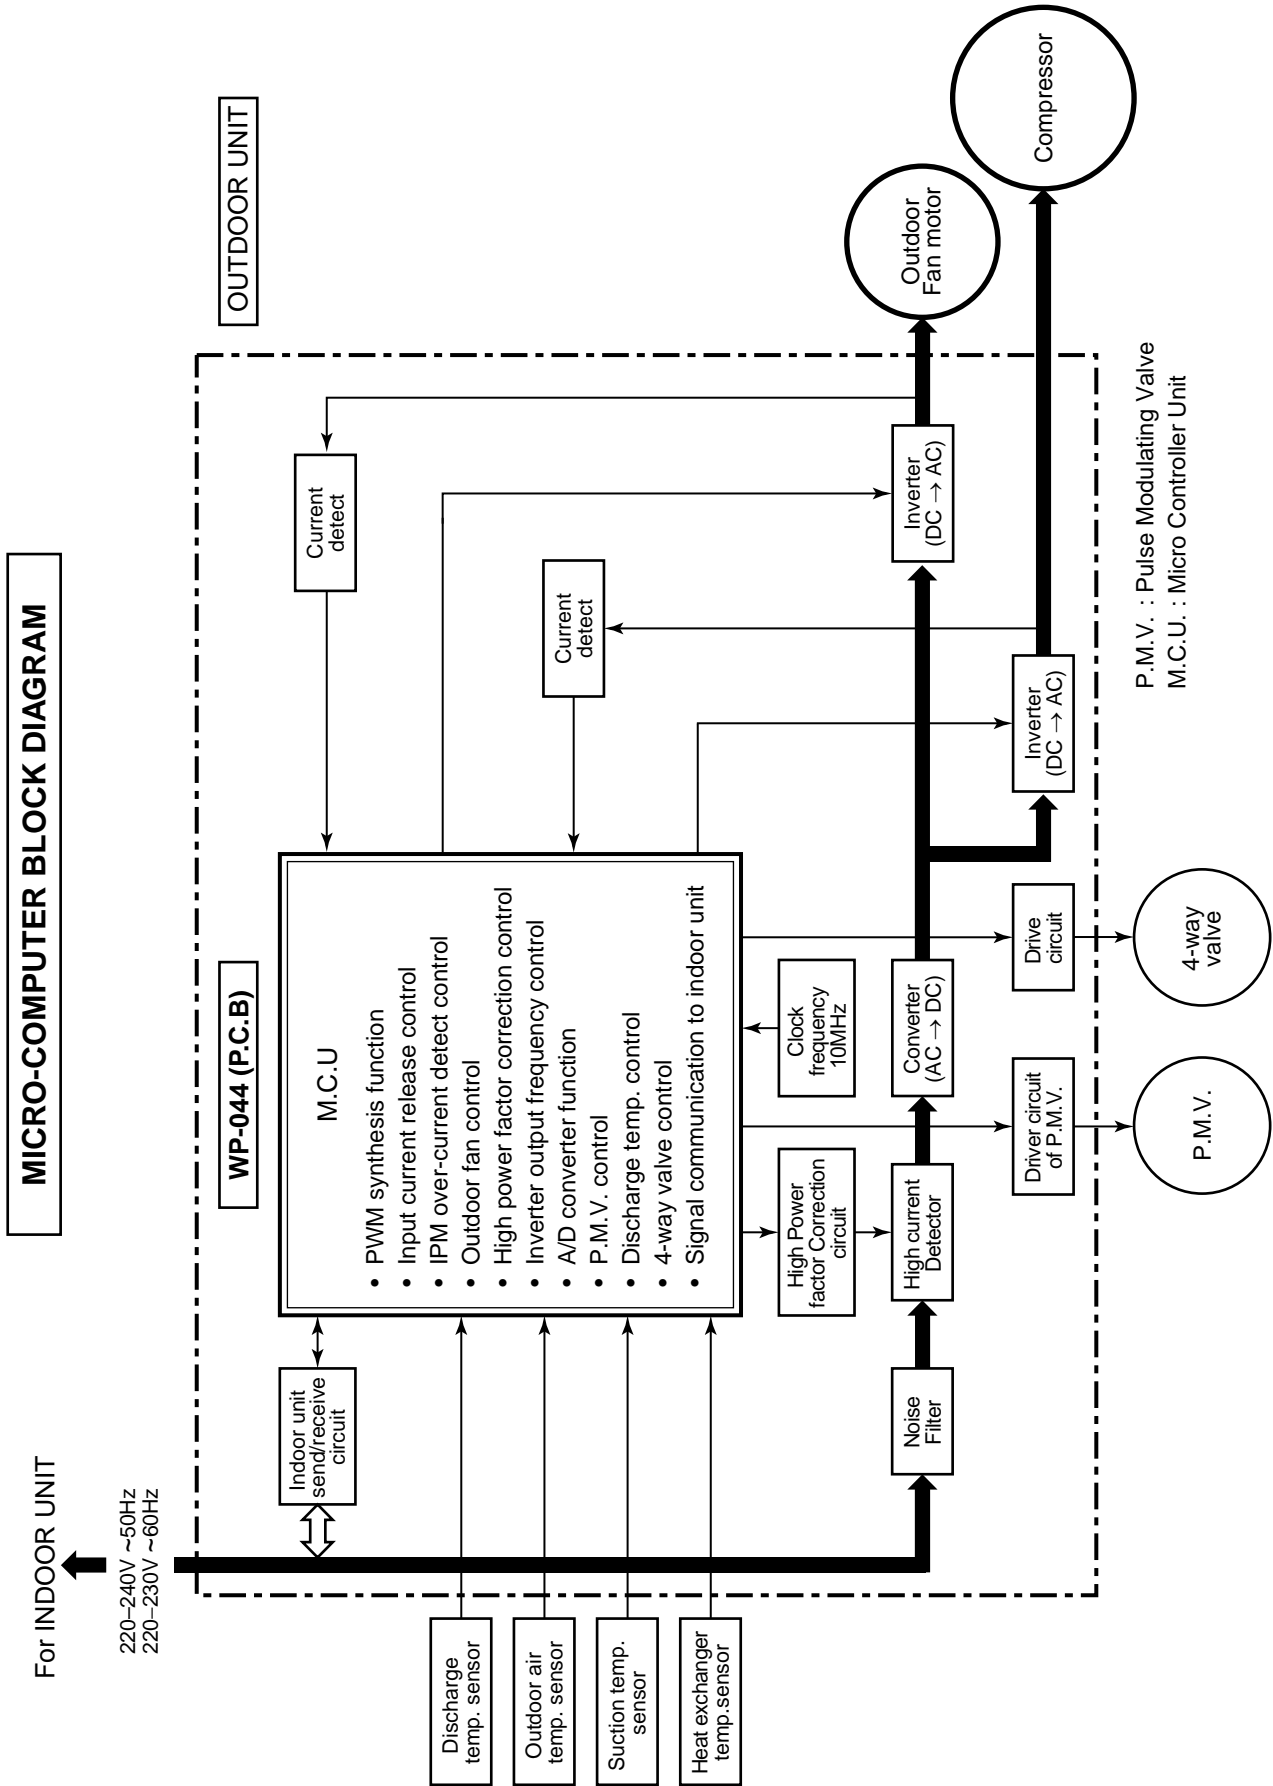 MICRO-COMPUTER BLOCK DIAGRAM
For INDOOR UNIT
220–240V ~50Hz
220–230V ~60Hz
WP-044 (P.C.B)
OUTDOOR UNIT
Indoor unit
send/receive
circuit
M.C.U
• PWM synthesis function
• Input current release control
• IPM over-current detect control
• Outdoor fan control
• High power factor correction control
• Inverter output frequency control
• A/D converter function
• P.M.V. control
• Discharge temp. control
• 4-way valve control
• Signal communication to indoor unit
Current
detect
Current
detect
Discharge
temp. sensor
Outdoor air
temp. sensor
Suction temp.
sensor
Heat exchanger
temp.sensor
High Power
factor Correction
circuit
Clock
frequency
10MHz
Noise
Filter
High current
Detector
Converter
(AC → DC)
Inverter
(DC → AC)
Outdoor
Fan motor
Driver circuit
of P.M.V.
Drive
circuit
Inverter
(DC → AC)
Compressor
P.M.V.
4-way
valve
P.M.V. : Pulse Modulating Valve
M.C.U. : Micro Controller Unit